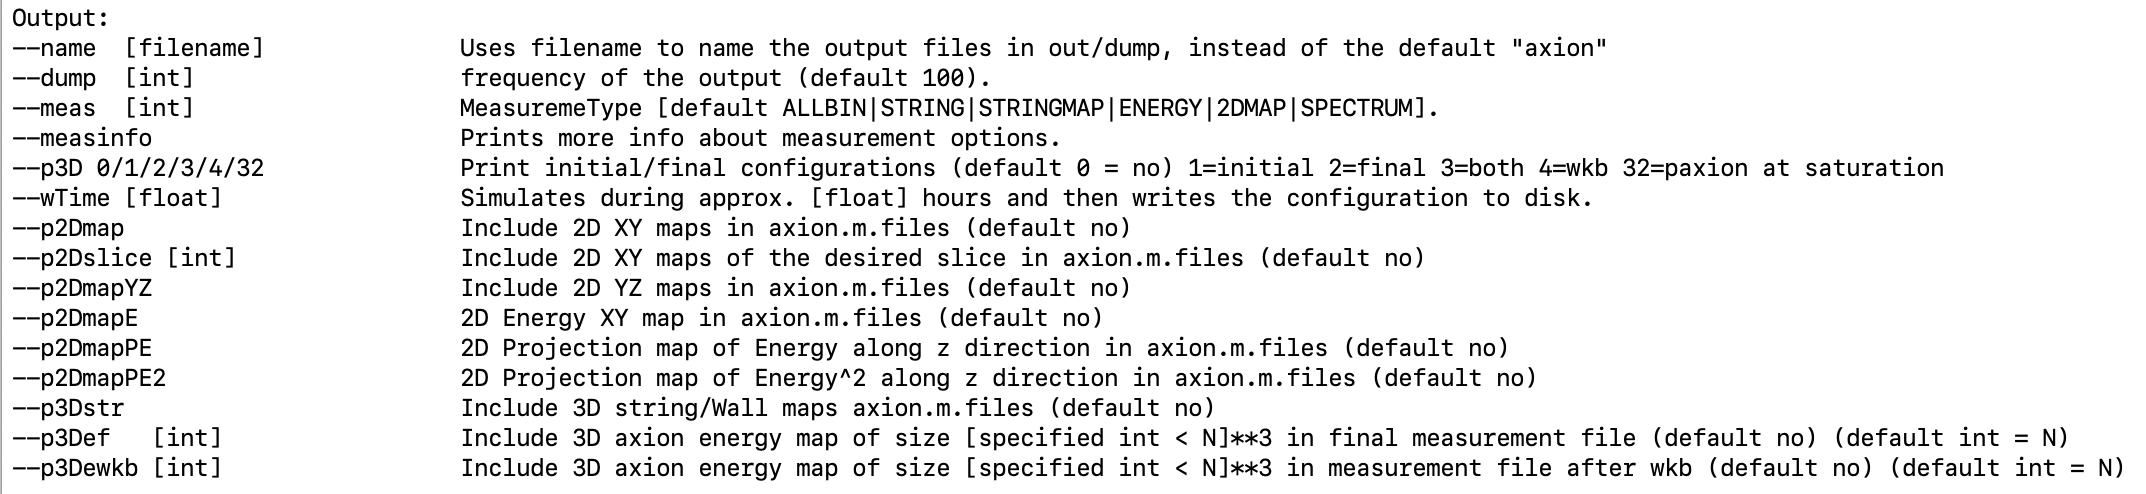 Output:
--name  [filename]              Uses filename to name the output files in out/dump, instead of the default "axion"
--dump  [int]                   frequency of the output (default 100).
--meas  [int]                   MeasuremeType [default ALLBIN|STRING|STRINGMAP|ENERGY|2DMAP|SPECTRUM].
--measinfo                      Prints more info about measurement options.
--p3D 0/1/2/3/4/32              Print initial/final configurations (default 0 = no) 1=initial 2=final 3=both 4=wkb 32=paxion at saturation
--wTime [float]                 Simulates during approx. [float] hours and then writes the configuration to disk.
--p2Dmap                        Include 2D XY maps in axion.m.files (default no)
--p2Dslice [int]                Include 2D XY maps of the desired slice in axion.m.files (default no)
--p2DmapYZ                      Include 2D YZ maps in axion.m.files (default no)
--p2DmapE                       2D Energy XY map in axion.m.files (default no)
--p2DmapPE                      2D Projection map of Energy along z direction in axion.m.files (default no)
--p2DmapPE2                     2D Projection map of Energy^2 along z direction in axion.m.files (default no)
--p3Dstr                        Include 3D string/Wall maps axion.m.files (default no)
--p3Def   [int]                 Include 3D axion energy map of size [specified int < N]**3 in final measurement file (default no) (default int = N)
--p3Dewkb [int]                 Include 3D axion energy map of size [specified int < N]**3 in measurement file after wkb (default no) (default int = N)